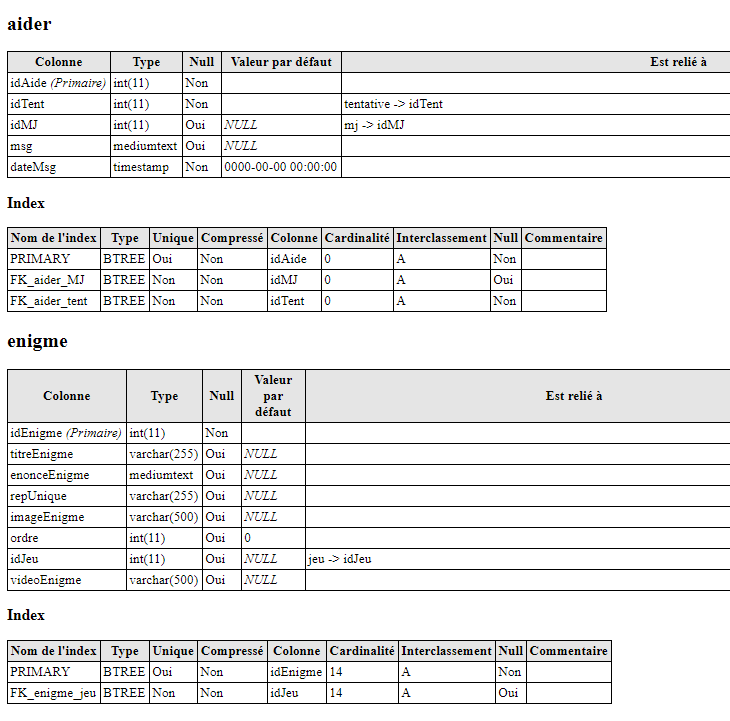 aider
Colonne Type Null Valeur par défaut Est relié à
idAide (Primaire) int(11) Non
idTent int(11) Non tentative -> idTent
idMJ int(11) Oui NULL mj -> idMJ
msg mediumtext Oui NULL
dateMsg timestamp Non 0000-00-00 00:00:00
Index
Nom de l'index Type Unique Compressé Colonne Cardinalité Interclassement Null Commentaire
PRIMARY BTREE Oui Non idAide 0 A Non
FK_aider_MJ BTREE Non Non idMJ 0 A Oui
FK_aider_tent BTREE Non Non idTent 0 A Non
enigme
Colonne Type Null Valeur par défaut Est relié à
idEnigme (Primaire) int(11) Non
titreEnigme varchar(255) Oui NULL
enonceEnigme mediumtext Oui NULL
repUnique varchar(255) Oui NULL
imageEnigme varchar(500) Oui NULL
ordre int(11) Oui 0
idJeu int(11) Oui NULL jeu -> idJeu
videoEnigme varchar(500) Oui NULL
Index
Nom de l'index Type Unique Compressé Colonne Cardinalité Interclassement Null Commentaire
PRIMARY BTREE Oui Non idEnigme 14 A Non
FK_enigme_jeu BTREE Non Non idJeu 14 A Oui